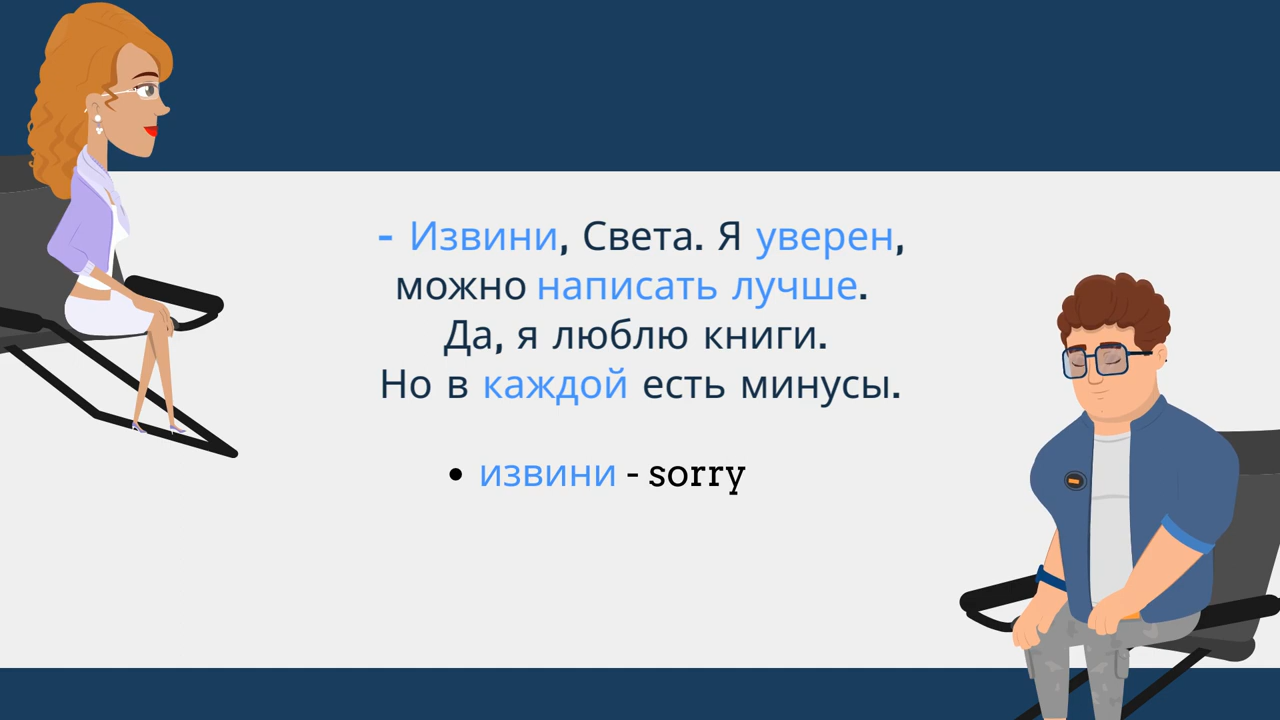 - Извини, Света. Я уверен,
можно написать лучше.
Да, я люблю книги.
Но в каждой есть минусы.
• извини - sorry